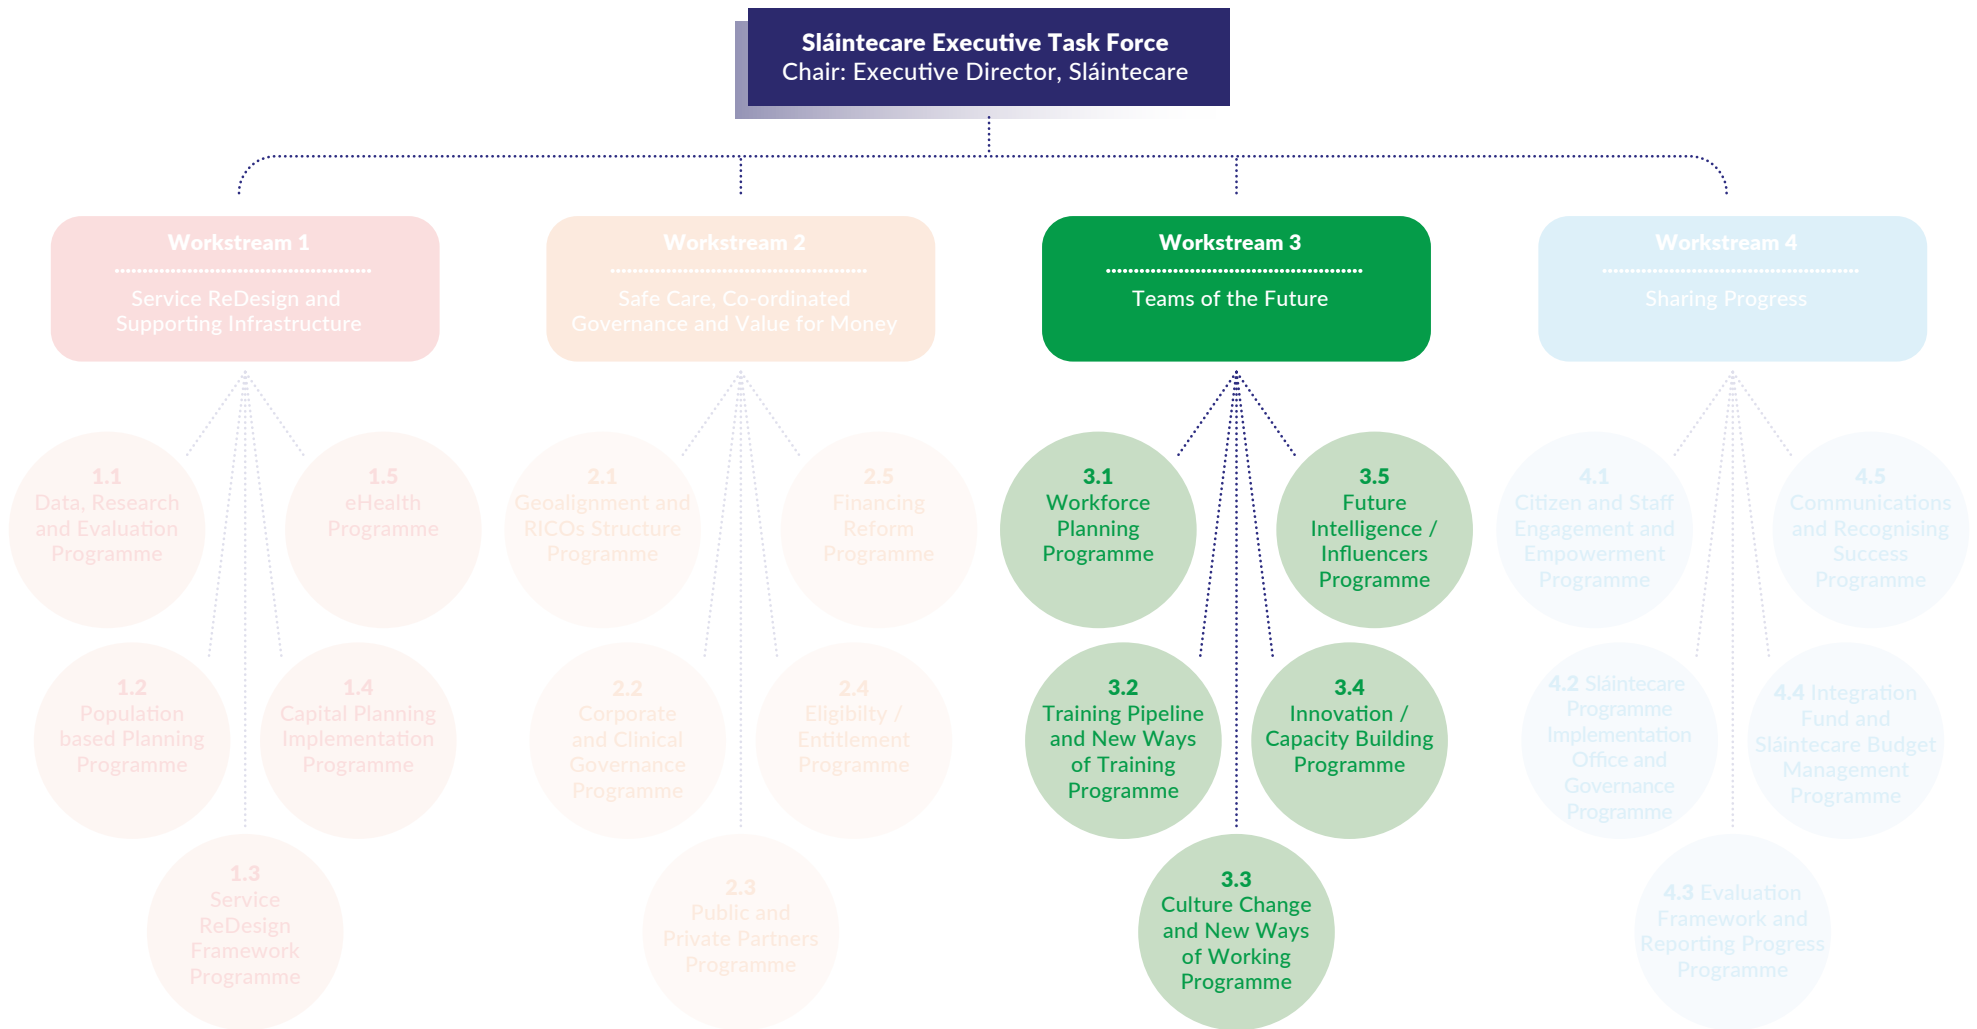 Sláintecare Executive Task Force
Chair: Executive Director, Sláintecare
Workstream 1
Service ReDesign and
Supporting Infrastructure
1.1
Data, Research
and Evaluation
Programme
1.5
eHealth
Programme
1.2
Population
based Planning
Programme
1.4
Capital Planning
Implementation
Programme
1.3
Service
ReDesign
Framework
Programme
Workstream 2
Safe Care, Co-ordinated
Governance and Value for Money
2.1
Geoalignment and
RICOs Structure
Programme
2.5
Financing
Reform
Programme
2.2
Corporate
and Clinical
Governance
Programme
2.4
Eligibilty /
Entitlement
Programme
2.3
Public and
Private Partners
Programme
Workstream 3
Teams of the Future
3.1
Workforce
Planning
Programme
3.5
Future
Intelligence /
Influencers
Programme
3.2
Training Pipeline
and New Ways
of Training
Programme
3.4
Innovation /
Capacity Building
Programme
3.3
Culture Change
and New Ways
of Working
Programme
Workstream 4
Sharing Progress
4.1
Citizen and Staff
Engagement and
Empowerment
Programme
4.5
Communications
and Recognising
Success
Programme
4.2 Sláintecare
Programme
Implementation
Office and
Governance
Programme
4.4 Integration
Fund and
Sláintecare Budget
Management
Programme
4.3 Evaluation
Framework and
Reporting Progress
Programme